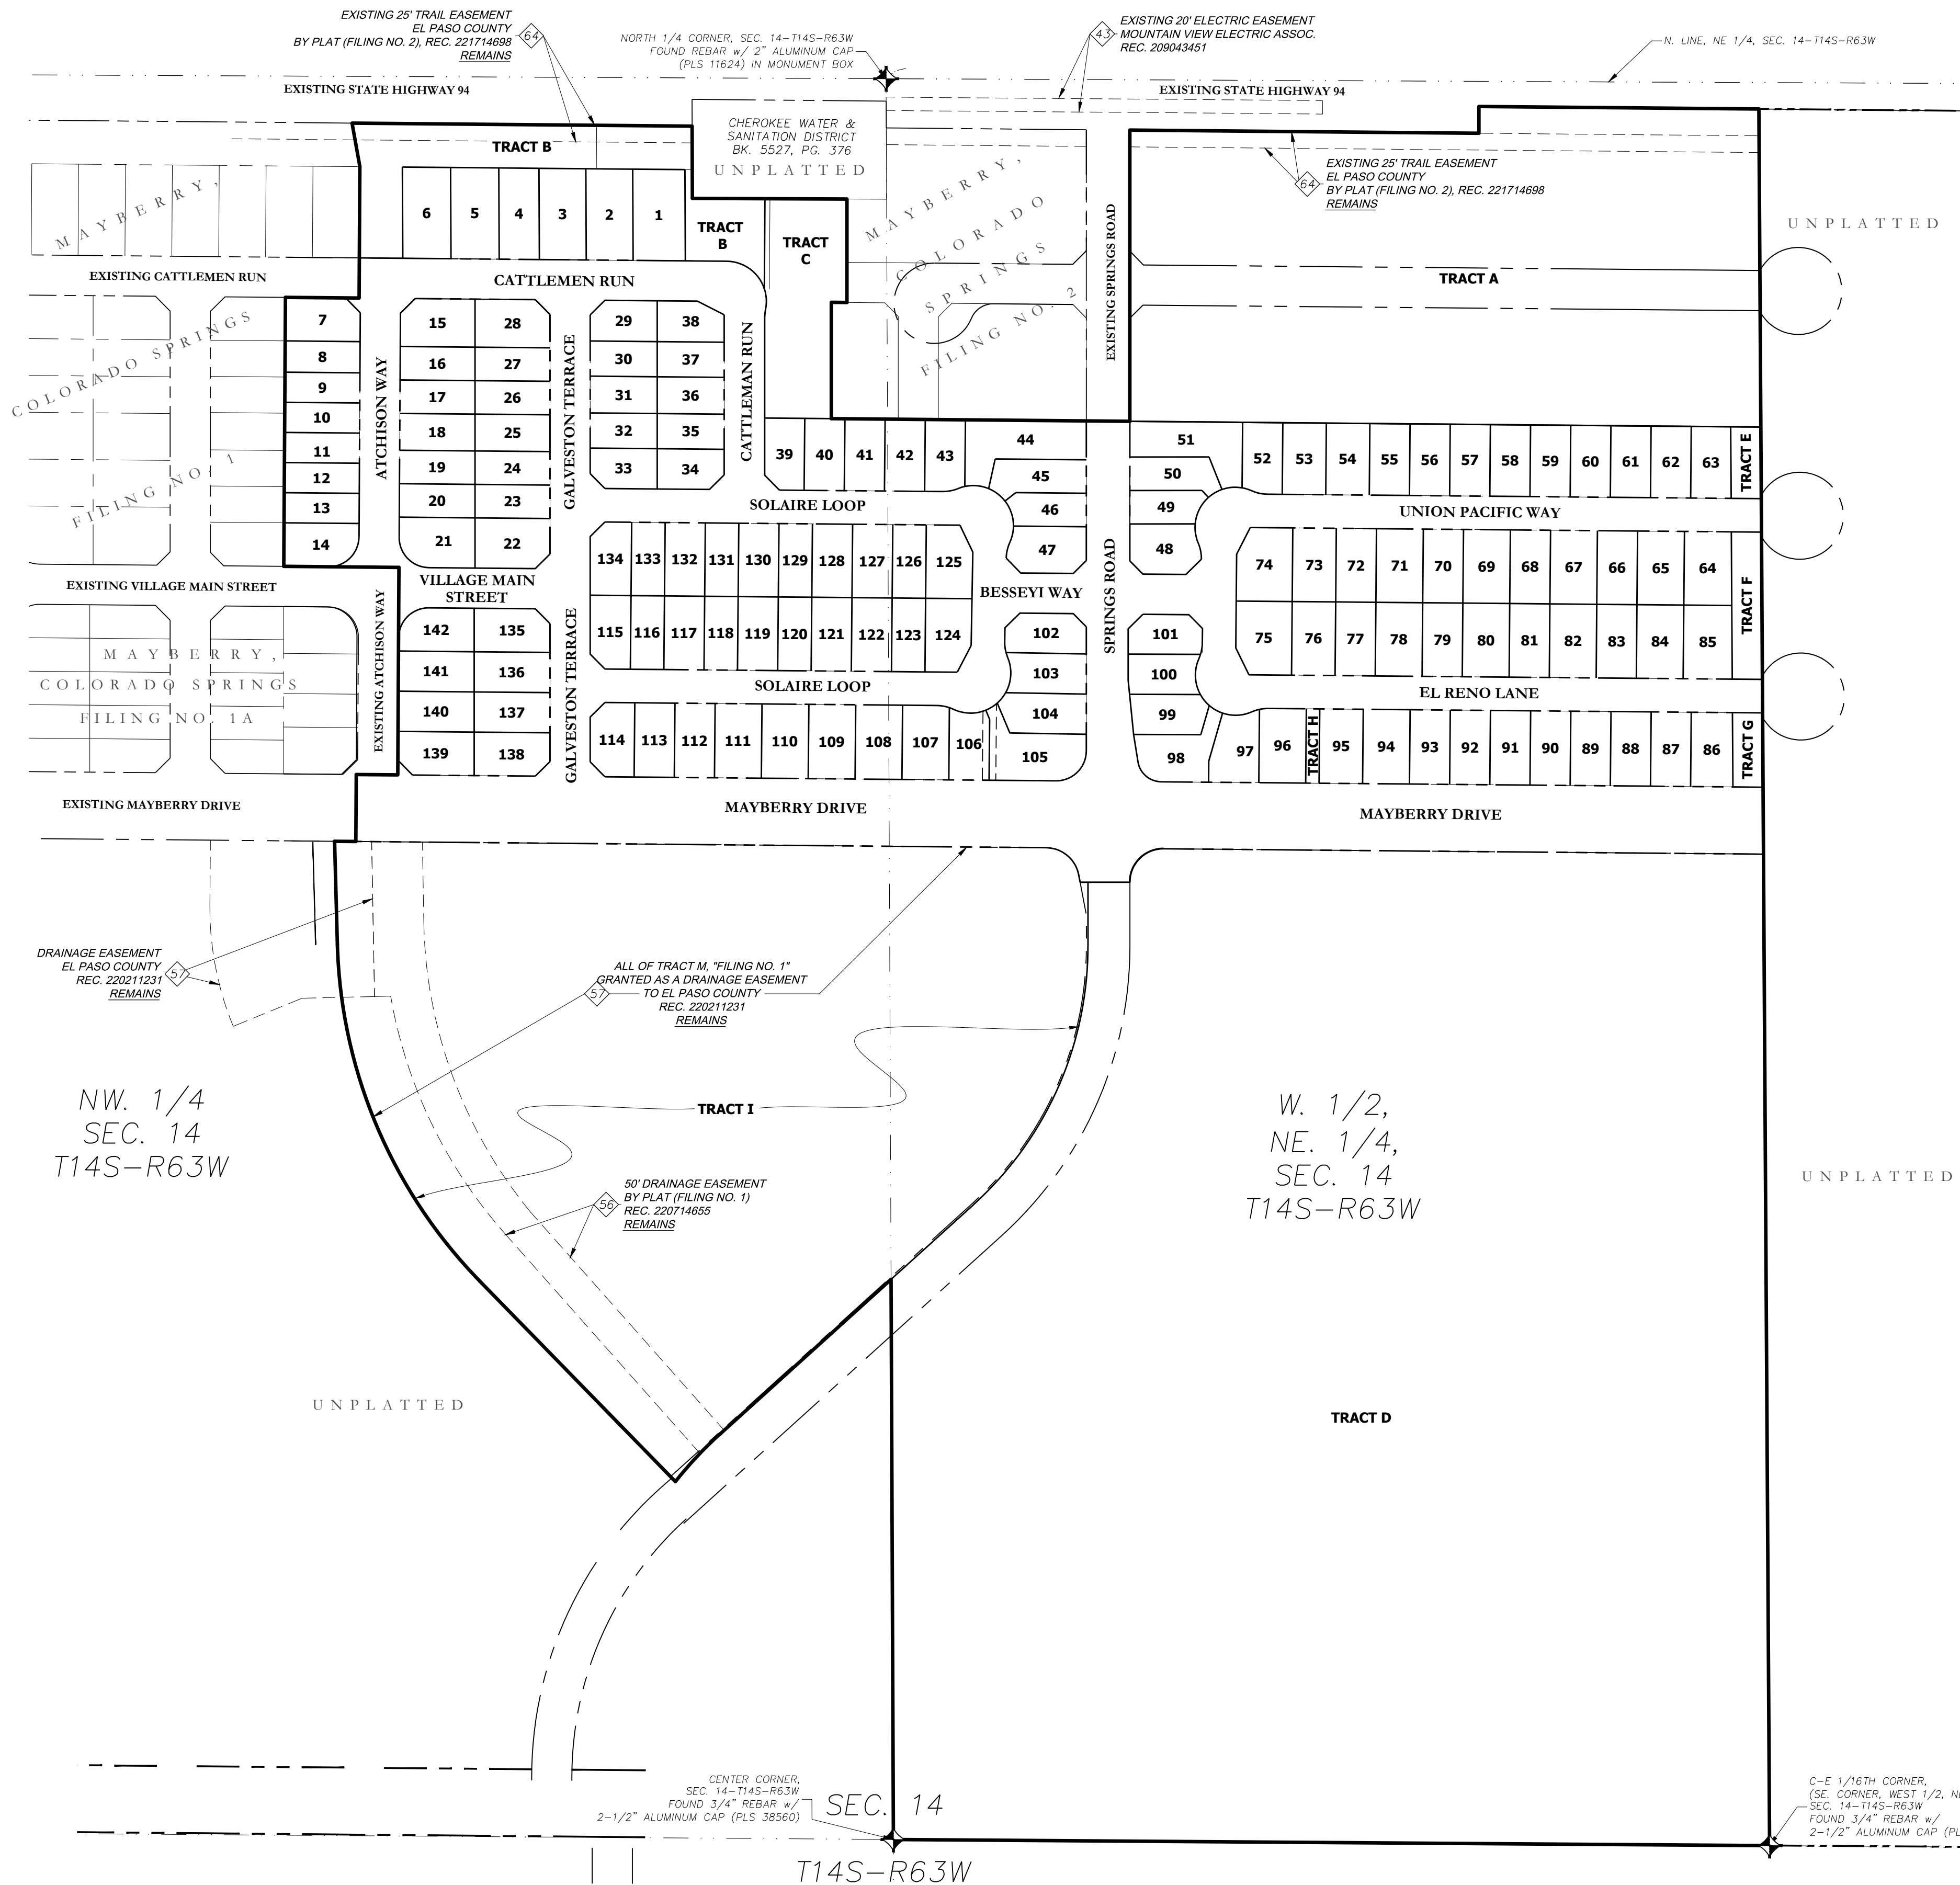 EXISTING 25' TRAIL EASEMENT
EL PASO COUNTY
BY PLAT (FILING NO. 2), REC. 221714698
REMAINS
64
NORTH 1/4 CORNER, SEC. 14-T14S-R63W
FOUND REBAR w/ 2" ALUMINUM CAP
(PLS 11624) IN MONUMENT BOX
43
EXISTING 20' ELECTRIC EASEMENT
MOUNTAIN VIEW ELECTRIC ASSOC.
REC. 209043451
N. LINE, NE 1/4, SEC. 14-T14S-R63W
EXISTING STATE HIGHWAY 94
EXISTING STATE HIGHWAY 94
CHEROKEE WATER &
SANITATION DISTRICT
BK. 5527, PG. 376
UNPLATTED
TRACT B
64
EXISTING 25' TRAIL EASEMENT
EL PASO COUNTY
BY PLAT (FILING NO. 2), REC. 221714698
REMAINS
UNPLATTED
MAYBERRY,
COLORADO SPRINGS
FILING NO. 1
6 5 4 3 2 1
TRACT
B
TRACT
C
MAYBERRY,
COLORADO
SPRINGS
FILING NO. 2
EXISTING SPRINGS ROAD
TRACT A
EXISTING CATTLEMEN RUN
CATTLEMEN RUN
7
8
9
10
11
12
13
14
ATCHISON WAY
15 28
16 27
17 26
18 25
19 24
20 23
21 22
GALVESTON TERRACE
29 38
30 37
31 36
32 35
33 34
CATTLEMAN RUN
39 40 41 42 43
44
45
46
47
51
50
49
48
52 53 54 55 56 57 58 59 60 61 62 63
TRACT E
SOLAIRE LOOP
UNION PACIFIC WAY
SPRINGS ROAD
EXISTING VILLAGE MAIN STREET
VILLAGE MAIN
STREET
134 133 132 131 130 129 128 127 126 125
115 116 117 118 119 120 121 122 123 124
BESSEYI WAY
74 73 72 71 70 69 68 67 66 65 64
75 76 77 78 79 80 81 82 83 84 85
TRACT F
MAYBERRY,
COLORADO SPRINGS
FILING NO. 1A
EXISTING ATCHISON WAY
142 135
141 136
140 137
139 138
GALVESTON TERRACE
SOLAIRE LOOP
102
103
104
105
101
100
99
98
EL RENO LANE
114 113 112 111 110 109 108 107 106
97 96
TRACT H
95 94 93 92 91 90 89 88 87 86
TRACT G
EXISTING MAYBERRY DRIVE
MAYBERRY DRIVE
MAYBERRY DRIVE
DRAINAGE EASEMENT
EL PASO COUNTY
REC. 220211231
REMAINS
57
ALL OF TRACT M, "FILING NO. 1"
GRANTED AS A DRAINAGE EASEMENT
TO EL PASO COUNTY
REC. 220211231
REMAINS
57
TRACT I
NW. 1/4
SEC. 14
T14S-R63W
W. 1/2,
NE. 1/4,
SEC. 14
T14S-R63W
UNPLATTED
56
50' DRAINAGE EASEMENT
BY PLAT (FILING NO. 1)
REC. 220714655
REMAINS
UNPLATTED
TRACT D
CENTER CORNER,
SEC. 14-T14S-R63W
FOUND 3/4" REBAR w/
2-1/2" ALUMINUM CAP (PLS 38560)
SEC. 14
T14S-R63W
C-E 1/16TH CORNER,
(SE. CORNER, WEST 1/2,
SEC. 14-T14S-R63W
FOUND 3/4" REBAR w/
2-1/2" ALUMINUM CAP